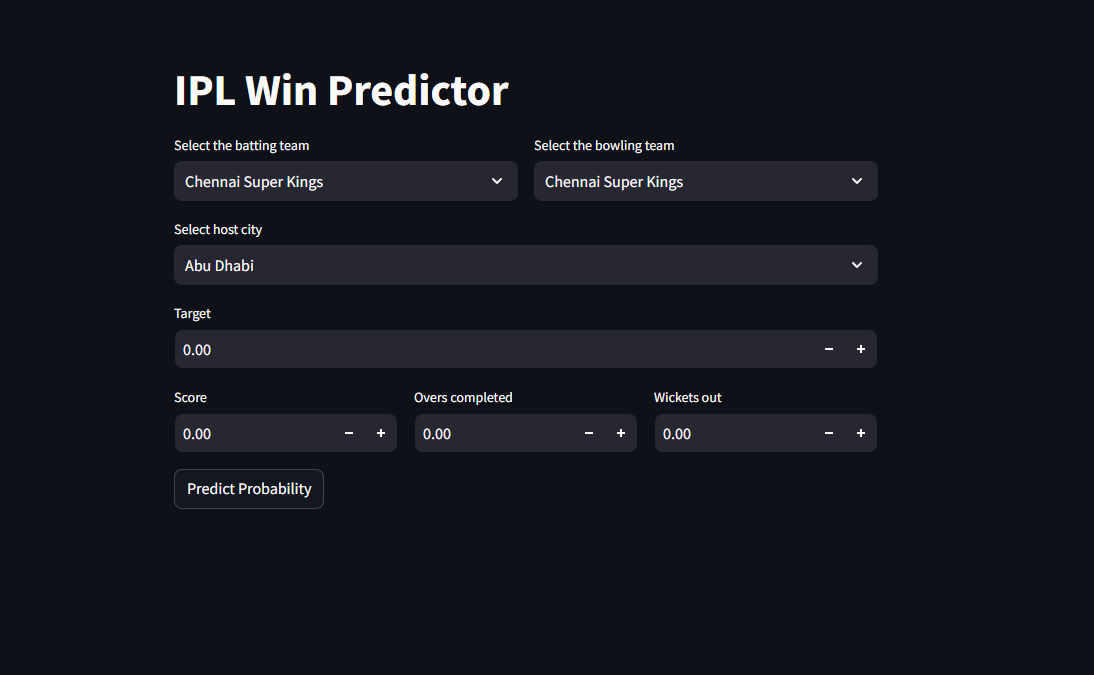 IPL Win Predictor
Select the batting team
Select the bowling team
Chennai Super Kings
Chennai Super Kings
Select host city
Abu Dhabi
Target
0.00
Score
Overs completed
Wickets out
0.00
0.00
0.00
Predict Probability